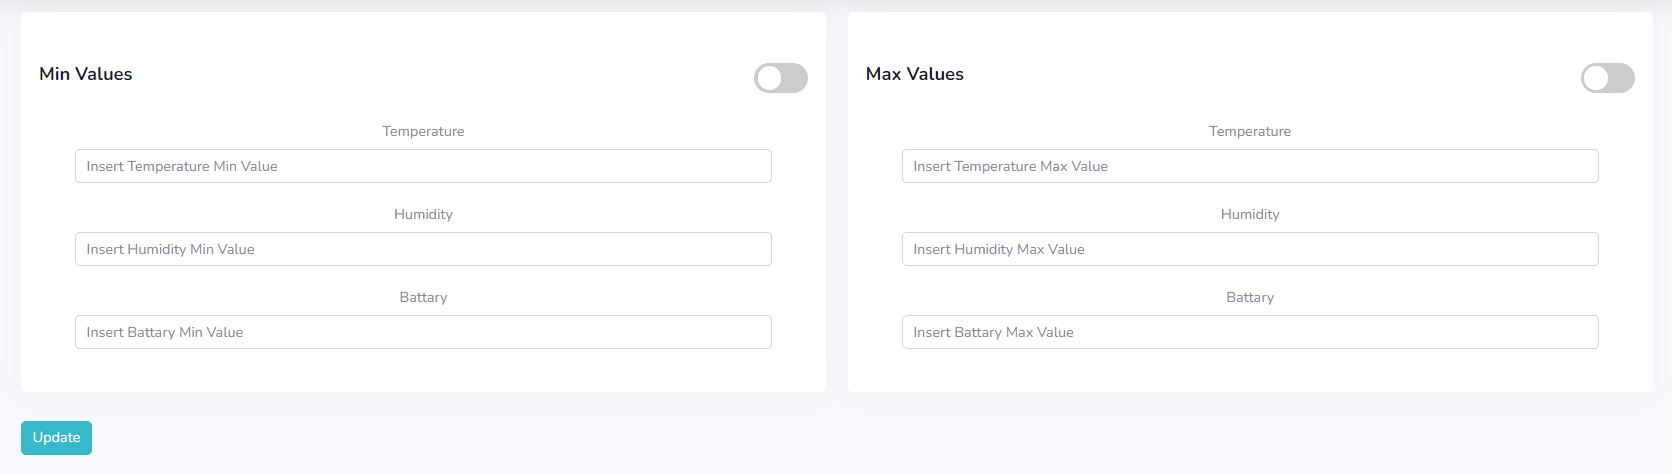 Min Values
Temperature
Insert Temperature Min Value
Humidity
Insert Humidity Min Value
Battary
Insert Battary Min Value
Max Values
Temperature
Insert Temperature Max Value
Humidity
Insert Humidity Max Value
Battary
Insert Battary Max Value
Update